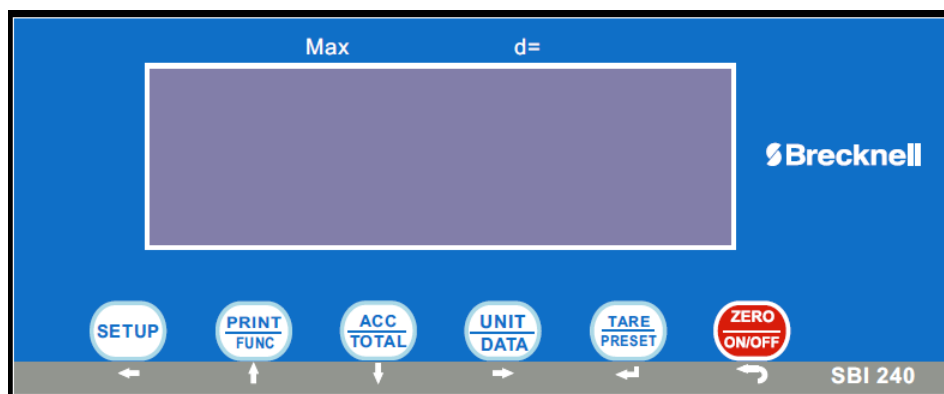 Max d=
Brecknell
SETUP PRINT ACC UNIT TARE ZERO
FUNC TOTAL DATA PRESET ON/OFF
SBI 240